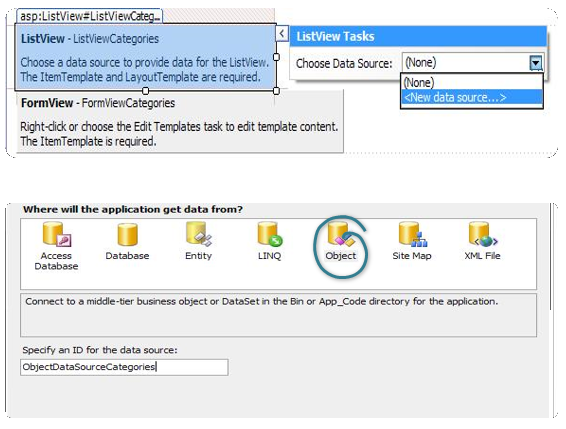 asp:ListView#ListViewCateg...
ListView - ListViewCategories
Choose a data source to provide data for the ListView.
The ItemTemplate and LayoutTemplate are required.
ListView Tasks
Choose Data Source: (None)
(None)
<New data source...>
FormView - FormViewCategories
Right-click or choose the Edit Templates task to edit template content.
The ItemTemplate is required.
Where will the application get data from?
Access Database
Database
Entity
LINQ
Object
Site Map
XML File
Connect to a middle-tier business object or DataSet in the Bin or App_Code directory for the application.
Specify an ID for the data source:
ObjectDataSourceCategories